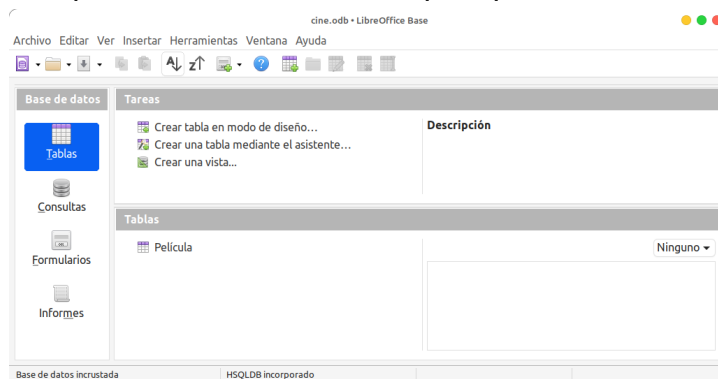 cine.odb • LibreOffice Base
Archivo Editar Ver Insertar Herramientas Ventana Ayuda
Base de datos
Tareas
Tablas
Consultas
Formularios
Informes
Crear tabla en modo de diseño...
Crear una tabla mediante el asistente...
Crear una vista...
Descripción
Tablas
Película
Ninguno
Base de datos incrustada
HSQLDB incorporado